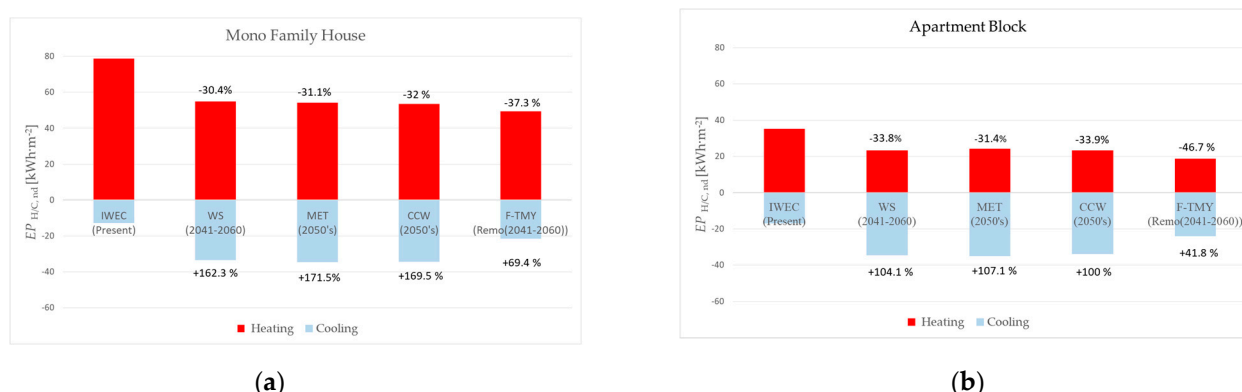 Mono Family House
80
60
40
20
0
-20
-40
-60
EP H/C, nd [kWh·m-2]
-30.4%
-31.1%
-32 %
-37.3 %
IWEC
(Present)
WS
(2041-2060)
MET
(2050's)
CCW
(2050's)
F-TMY
(Remo(2041-2060))
+162.3 %
+171.5%
+169.5 %
+69.4 %
Heating
Cooling
(a)
Apartment Block
80
60
40
20
0
-20
-40
-60
EP H/C, nd [kWh·m-2]
-33.8%
-31.4%
-33.9%
-46.7 %
IWEC
(Present)
WS
(2041-2060)
MET
(2050's)
CCW
(2050's)
F-TMY
(Remo(2041-2060))
+104.1 %
+107.1 %
+100 %
+41.8 %
Heating
Cooling
(b)